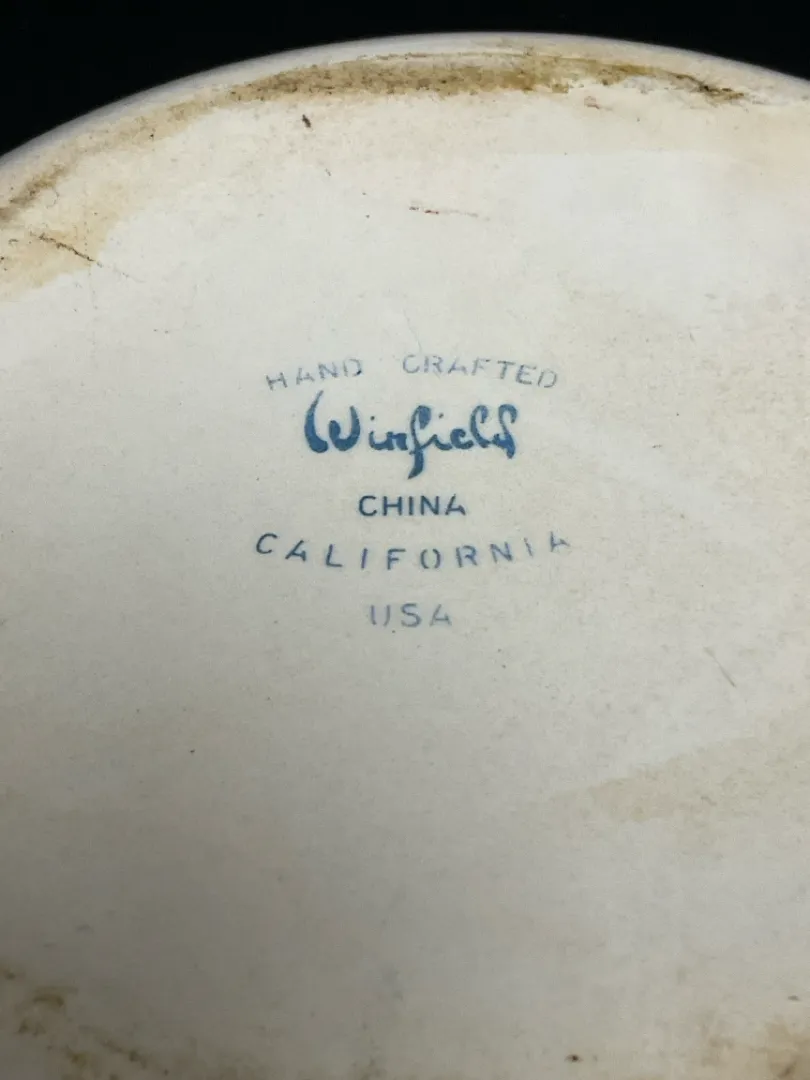 HAND CRAFTED
Winfield
CHINA
CALIFORNIA
USA